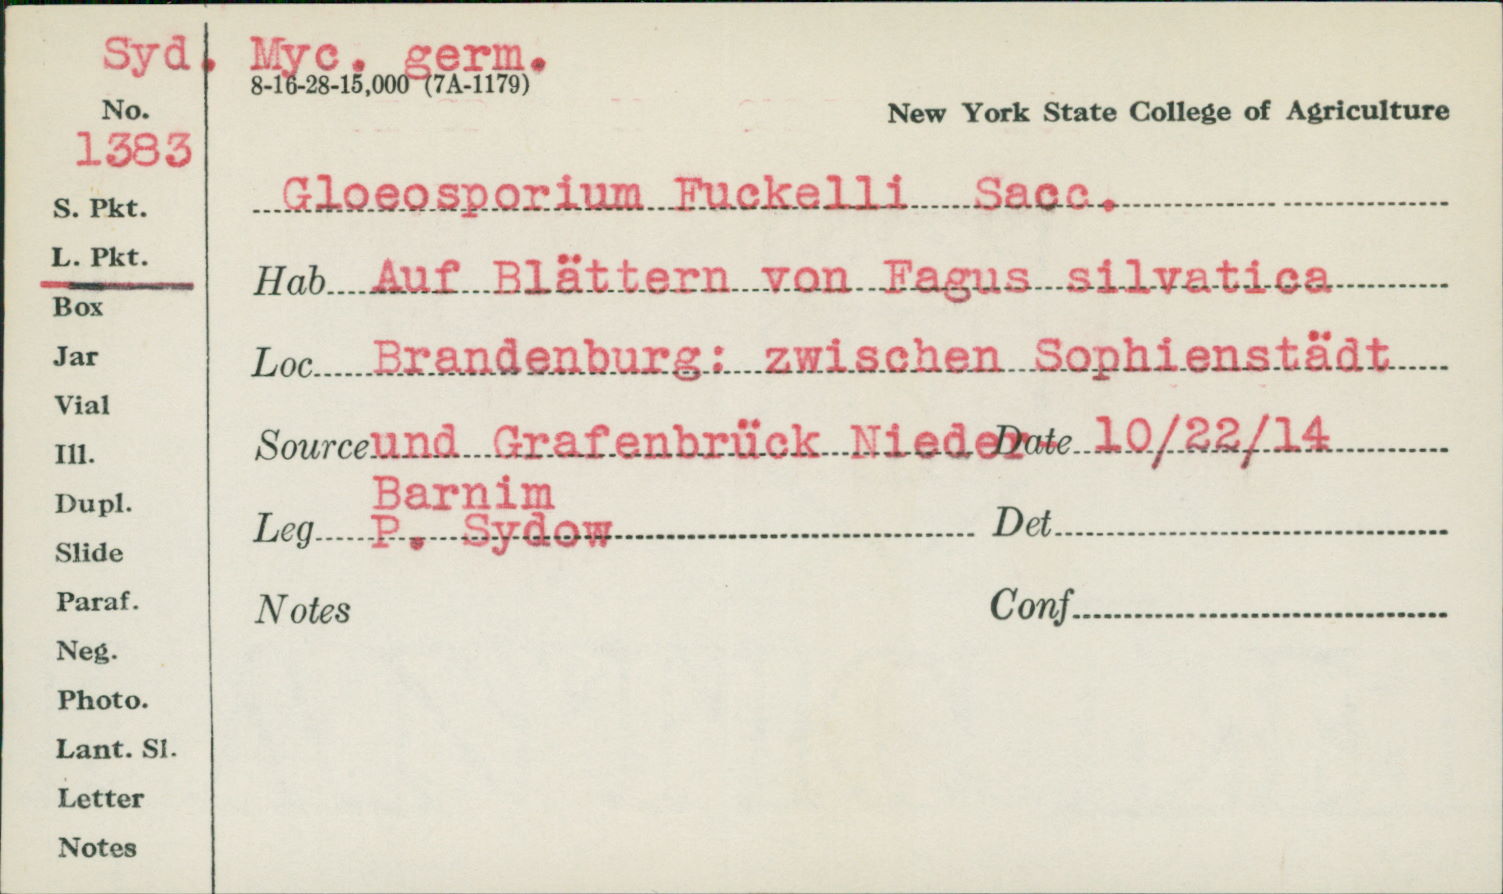 Syd. Myc. germ.
8-16-28-15,000 (7A-1179)
No.
New York State College of Agriculture
1383
Gloeosporium Fuckelli Sacc.
S. Pkt.
L. Pkt.
Hab Auf Blättern von Fagus silvatica
Box
Jar
Loc Brandenburg: zwischen Sophienstädt
Vial
Source und Grafenbrück Nieder- Date 10/22/14
Ill.
Barnim
Dupl.
Leg P. Sydow Det
Slide
Paraf.
Notes Conf
Neg.
Photo.
Lant. Sl.
Letter
Notes